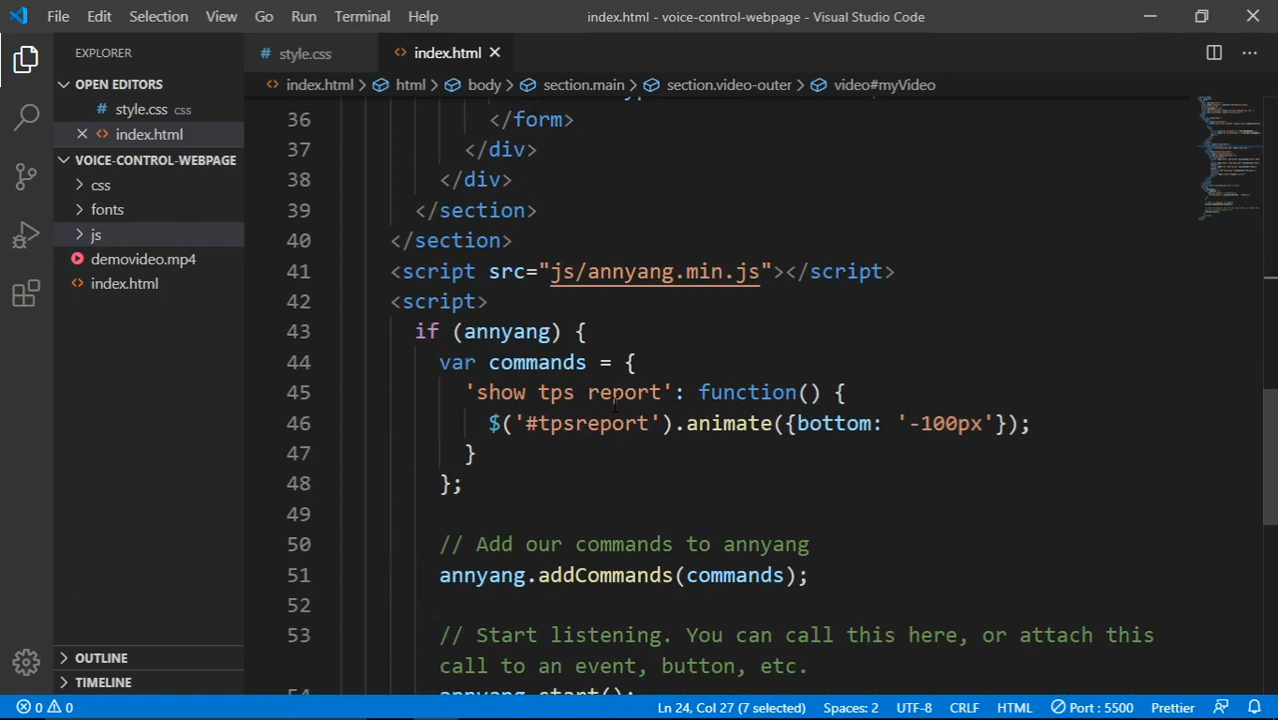 File Edit Selection View Go Run Terminal Help index.html - voice-control-webpage - Visual Studio Code
EXPLORER
OPEN EDITORS
# style.css css
× <> index.html
VOICE-CONTROL-WEBPAGE
> css
> fonts
> js
demovideo.mp4
<> index.html
OUTLINE
TIMELINE
# style.css <> index.html ×
<> index.html > html > body > section.main > section.video-outer > video#myVideo
36 </form>
37 </div>
38 </div>
39 </section>
40 </section>
41 <script src="js/annyang.min.js"></script>
42 <script>
43 if (annyang) {
44 var commands = {
45 'show tps report': function() {
46 $('#tpsreport').animate({bottom: '-100px'});
47 }
48 };
49
50 // Add our commands to annyang
51 annyang.addCommands(commands);
52
53 // Start listening. You can call this here, or attach this
call to an event, button, etc.
54 annyang.start();
0 0 Ln 24, Col 27 (7 selected) Spaces: 2 UTF-8 CRLF HTML Port : 5500 Prettier